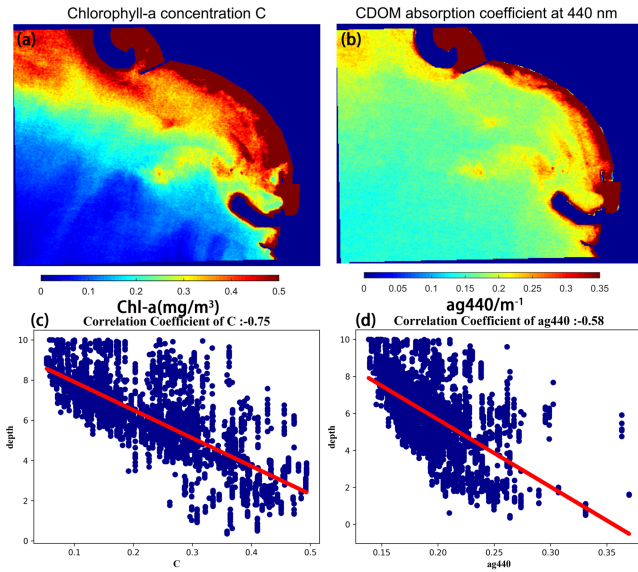 Chlorophyll-a concentration C
CDOM absorption coefficient at 440 nm
(a)
(b)
0 0.1 0.2 0.3 0.4 0.5
Chl-a(mg/m³)
0 0.05 0.1 0.15 0.2 0.25 0.3 0.35
ag440/m⁻¹
(c)
Correlation Coefficient of C :-0.75
10
8
6
4
2
0
depth
0.1 0.2 0.3 0.4 0.5
C
(d)
Correlation Coefficient of ag440 :-0.58
10
8
6
4
2
0
depth
0.15 0.20 0.25 0.30 0.35
ag440